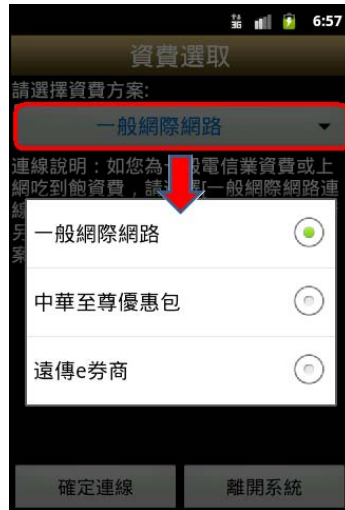 3G 6:57
資費選取
請選擇資費方案:
一般網際網路
連線說明：如您為一般電信業資費或上
網吃到飽資費，請選擇[一般網際網路連
一般網際網路
中華至尊優惠包
遠傳e券商
確定連線 離開系統